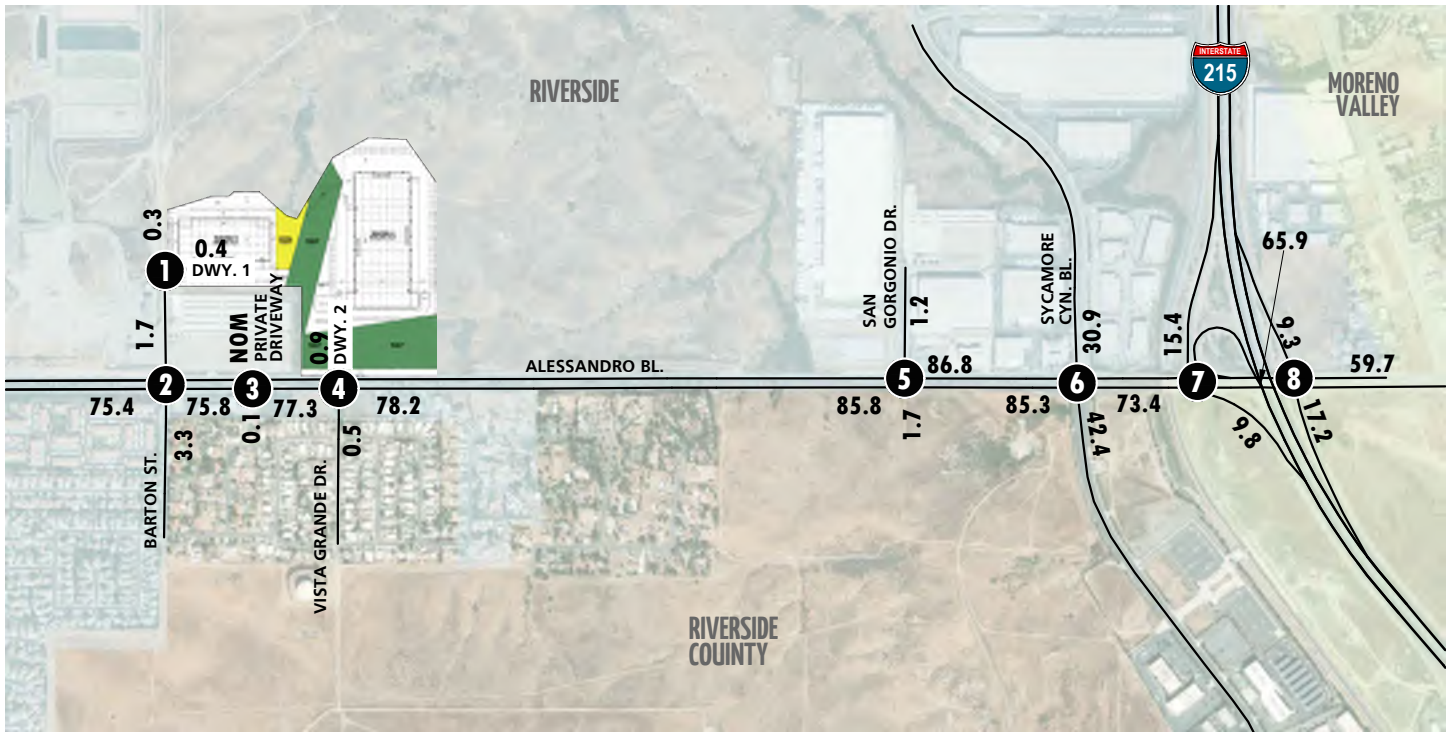 INTERSTATE
215
RIVERSIDE
MORENO
VALLEY
0.3
0.4
1
DWY. 1
1.7
NOM
PRIVATE
DRIVEWAY
0.9
DWY. 2
65.9
SAN
GORGONIO DR.
1.2
SYCAMORE
CYN. BL.
30.9
15.4
9.3
ALESSANDRO BL.
86.8
59.7
2
3
4
5
6
7
8
75.4
75.8
77.3
78.2
85.8
85.3
73.4
3.3
0.1
0.5
1.7
42.4
9.8
17.2
BARTON ST.
VISTA GRANDE DR.
RIVERSIDE
COUNTY